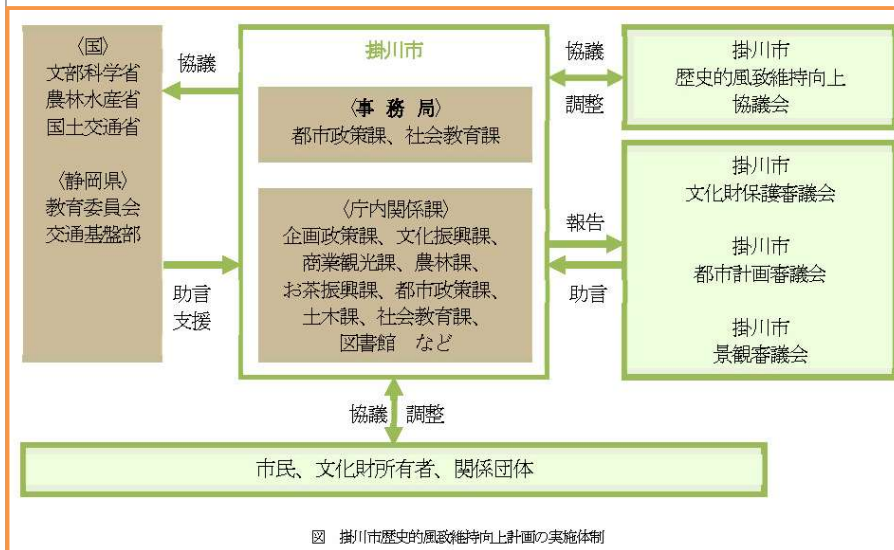 〈国〉
文部科学省
農林水産省
国土交通省
〈静岡県〉
教育委員会
交通基盤部
協議
助言
支援
掛川市
〈事 務 局〉
都市政策課、社会教育課
〈庁内関係課〉
企画政策課、文化振興課、
商業観光課、農林課、
お茶振興課、都市政策課、
土木課、社会教育課、
図書館 など
協議
調整
報告
助言
掛川市
歴史的風致維持向上
協議会
掛川市
文化財保護審議会
掛川市
都市計画審議会
掛川市
景観審議会
協議 調整
市民、文化財所有者、関係団体
図 掛川市歴史的風致維持向上計画の実施体制